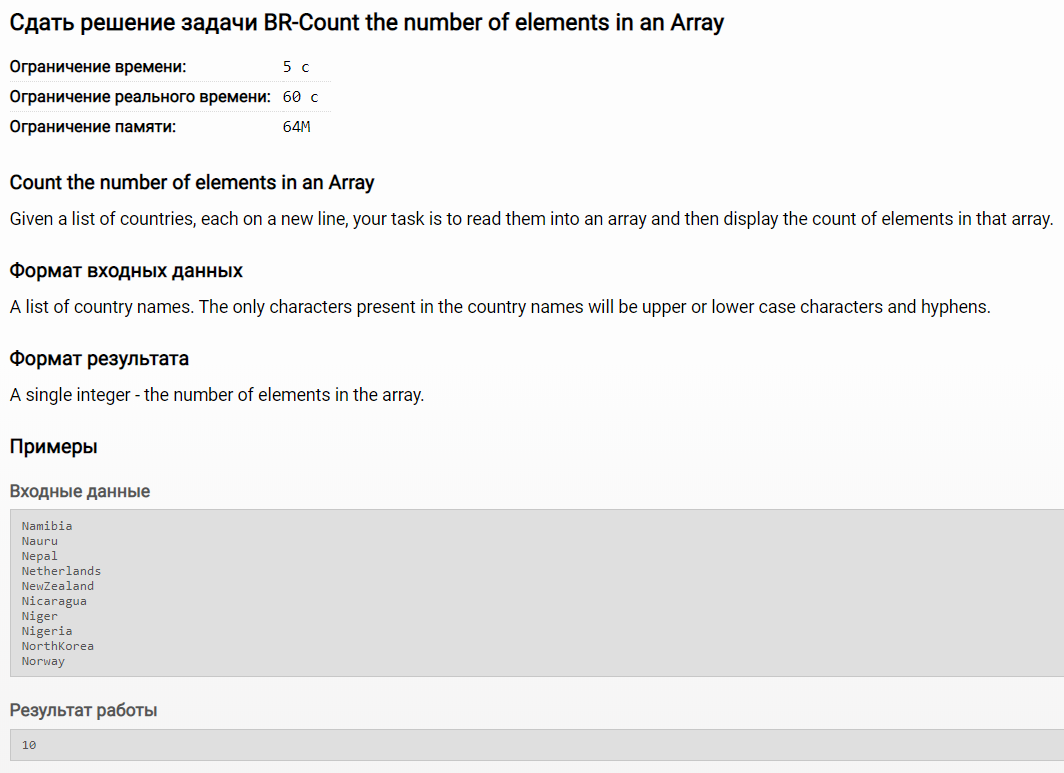 Сдать решение задачи BR-Count the number of elements in an Array
Ограничение времени: 5 с
Ограничение реального времени: 60 с
Ограничение памяти: 64M
Count the number of elements in an Array
Given a list of countries, each on a new line, your task is to read them into an array and then display the count of elements in that array.
Формат входных данных
A list of country names. The only characters present in the country names will be upper or lower case characters and hyphens.
Формат результата
A single integer - the number of elements in the array.
Примеры
Входные данные
Namibia
Nauru
Nepal
Netherlands
NewZealand
Nicaragua
Niger
Nigeria
NorthKorea
Norway
Результат работы
10